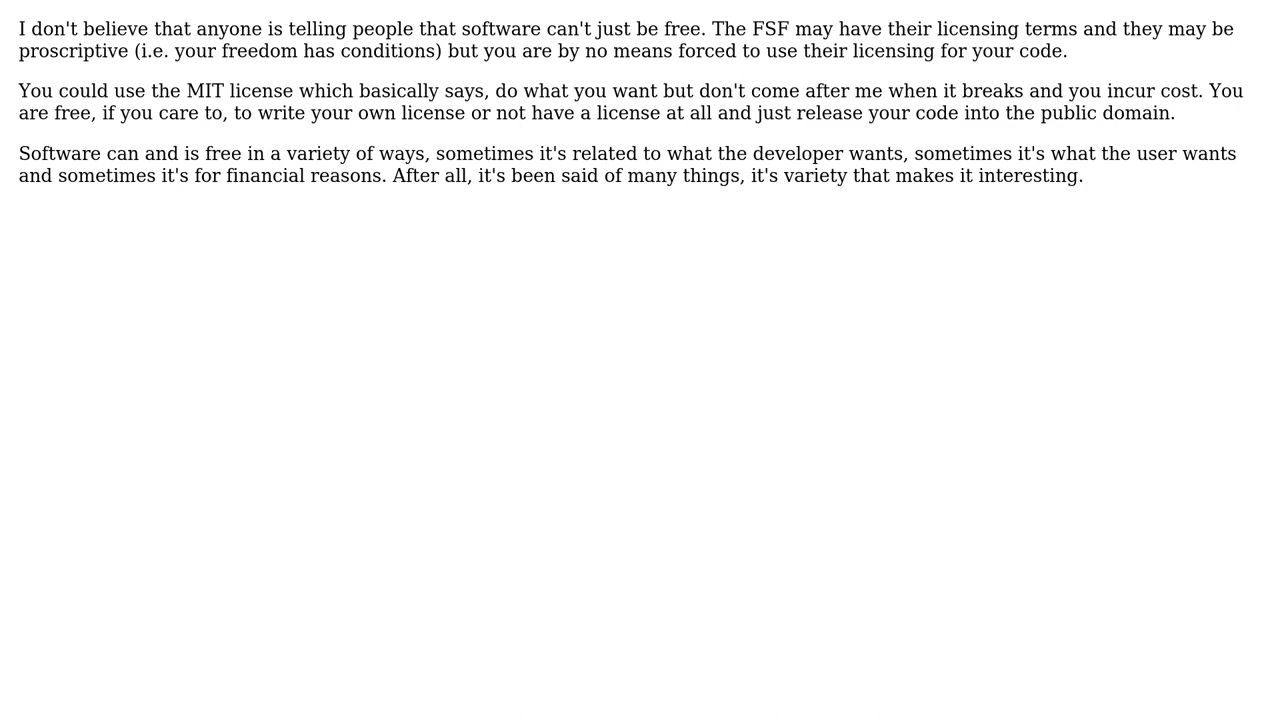 I don't believe that anyone is telling people that software can't just be free. The FSF may have their licensing terms and they may be
proscriptive (i.e. your freedom has conditions) but you are by no means forced to use their licensing for your code.
You could use the MIT license which basically says, do what you want but don't come after me when it breaks and you incur cost. You
are free, if you care to, to write your own license or not have a license at all and just release your code into the public domain.
Software can and is free in a variety of ways, sometimes it's related to what the developer wants, sometimes it's what the user wants
and sometimes it's for financial reasons. After all, it's been said of many things, it's variety that makes it interesting.